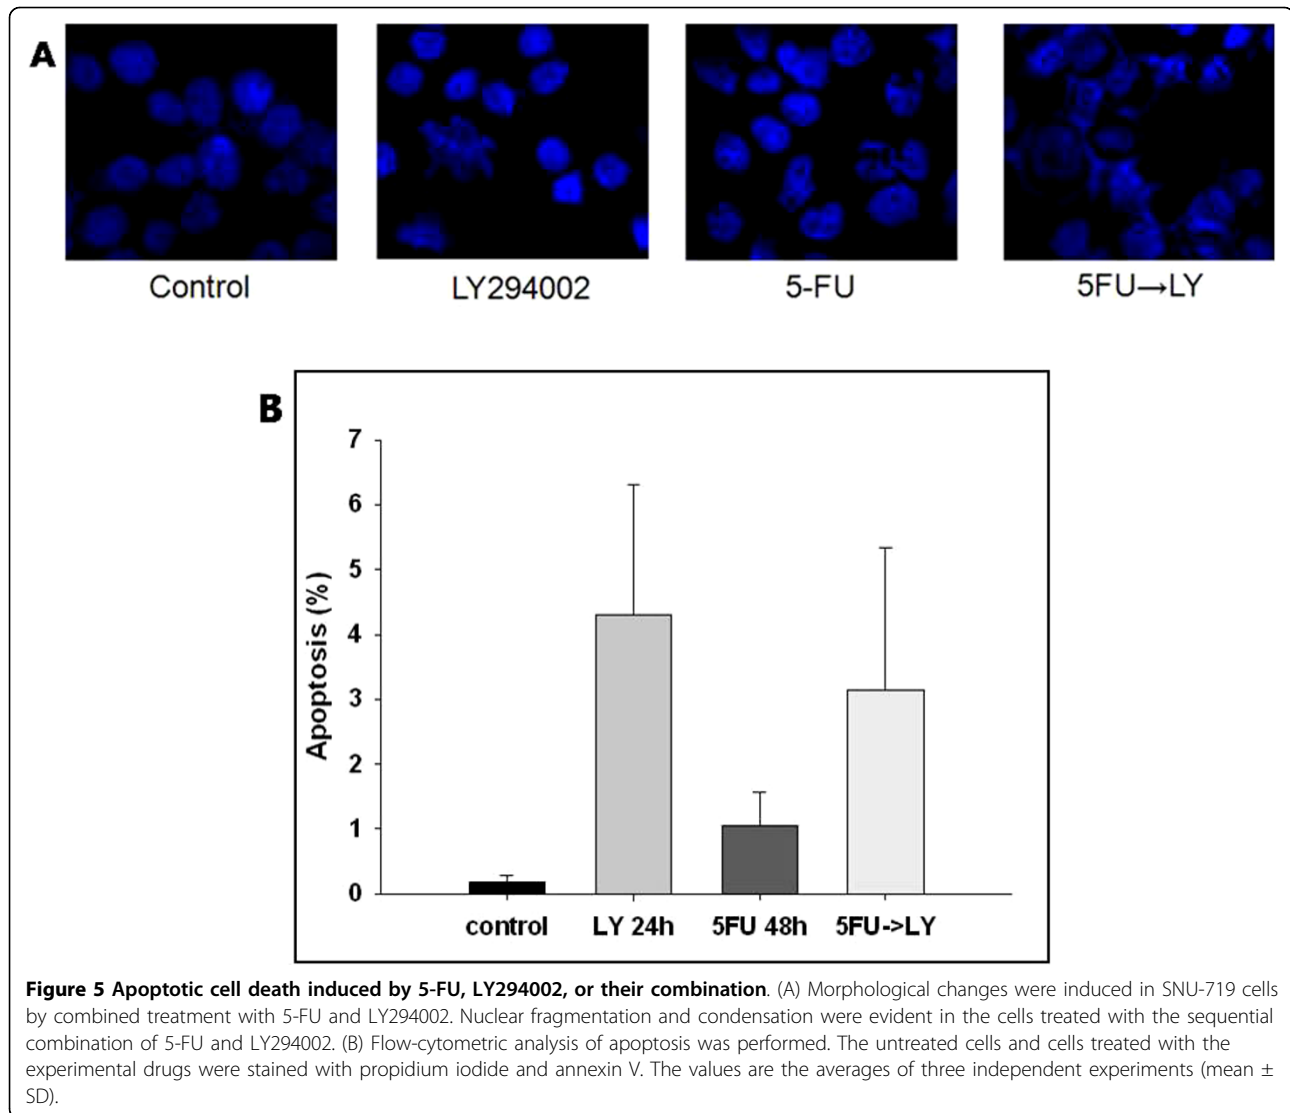 A
Control
LY294002
5-FU
5FU→LY
B
7
6
5
4
3
2
1
0
Apoptosis (%)
control
LY 24h
5FU 48h
5FU->LY
Figure 5 Apoptotic cell death induced by 5-FU, LY294002, or their combination. (A) Morphological changes were induced in SNU-719 cells
by combined treatment with 5-FU and LY294002. Nuclear fragmentation and condensation were evident in the cells treated with the sequential
combination of 5-FU and LY294002. (B) Flow-cytometric analysis of apoptosis was performed. The untreated cells and cells treated with the
experimental drugs were stained with propidium iodide and annexin V. The values are the averages of three independent experiments (mean ±
SD).